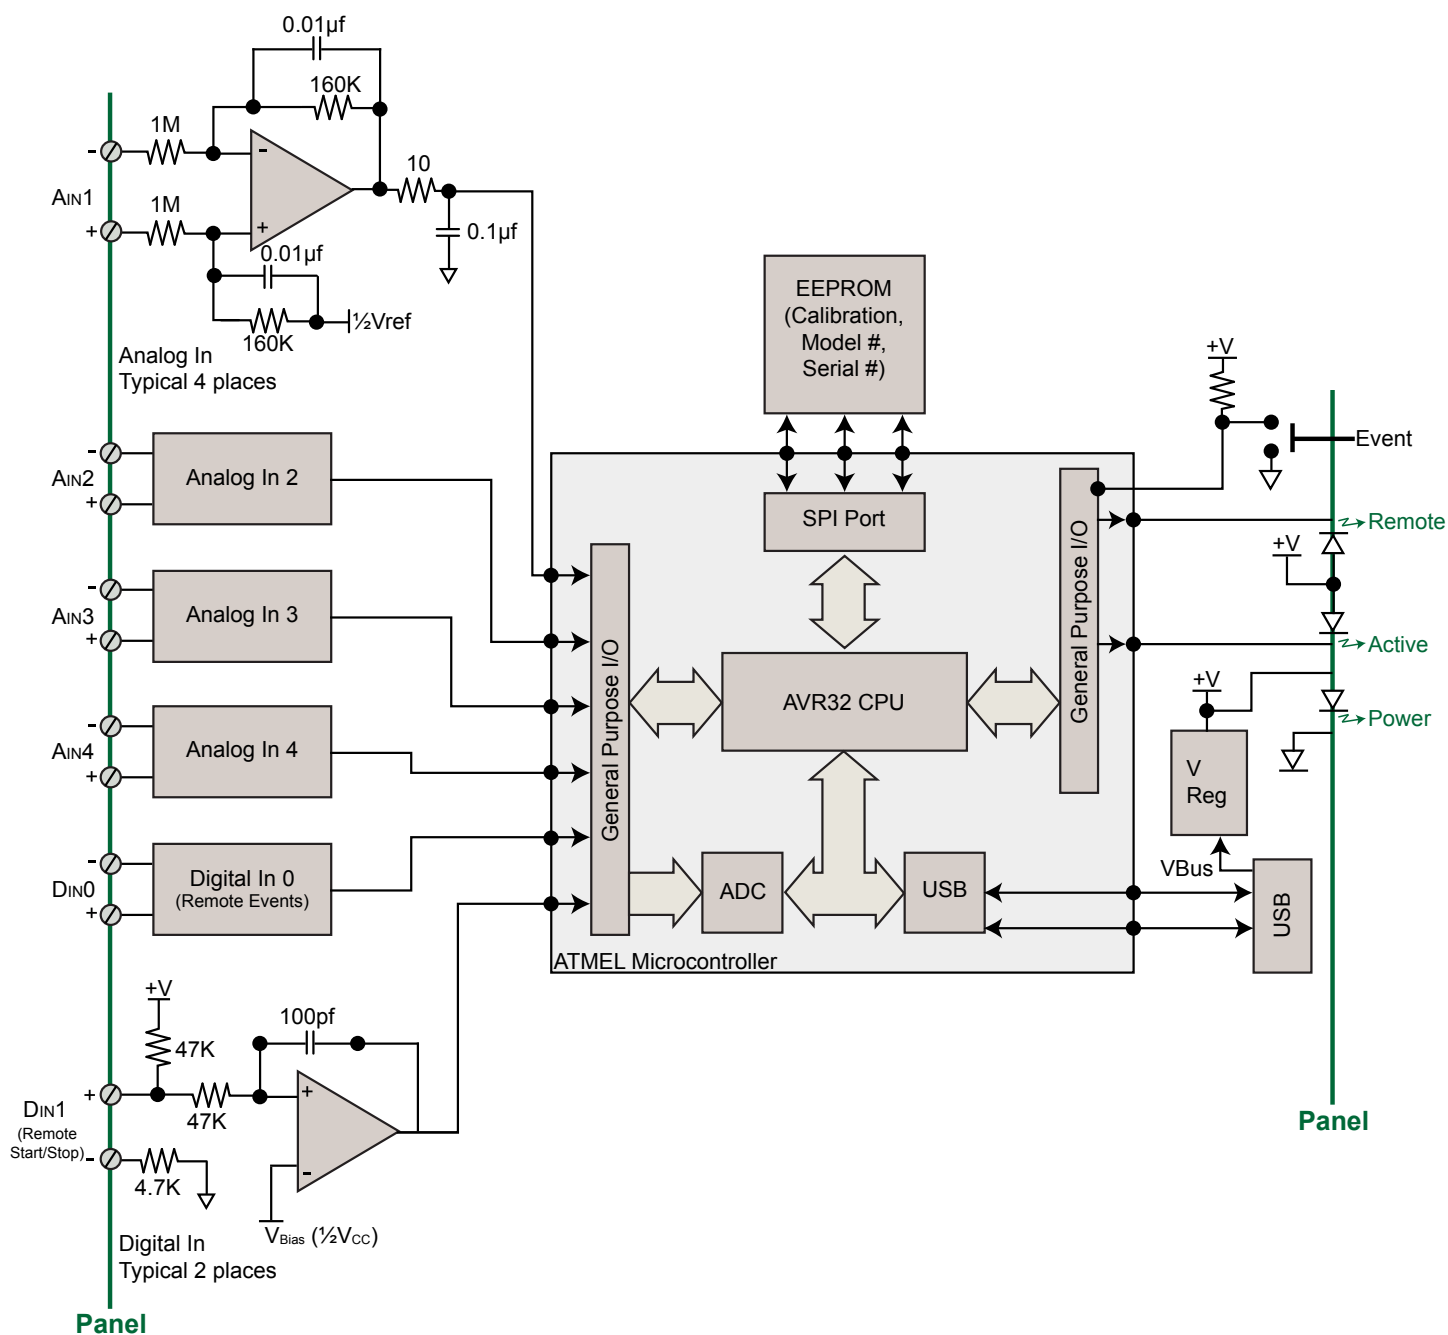 0.01µf
160K
1M
-
-
10
AIN1
1M
+
+
0.1µf
0.01µf
½Vref
160K
Analog In
Typical 4 places
EEPROM
(Calibration,
Model #,
Serial #)
+V
Event
-
AIN2
+
Analog In 2
SPI Port
General Purpose I/O
Remote
+V
-
AIN3
+
Analog In 3
General Purpose I/O
AVR32 CPU
Active
+V
Power
-
AIN4
+
Analog In 4
V
Reg
VBus
-
DIN0
+
Digital In 0
(Remote Events)
ADC
USB
USB
ATMEL Microcontroller
+V
47K
100pf
+
47K
+
DIN1
(Remote
Start/Stop)
-
4.7K
-
VBias (½VCC)
Digital In
Typical 2 places
Panel
Panel